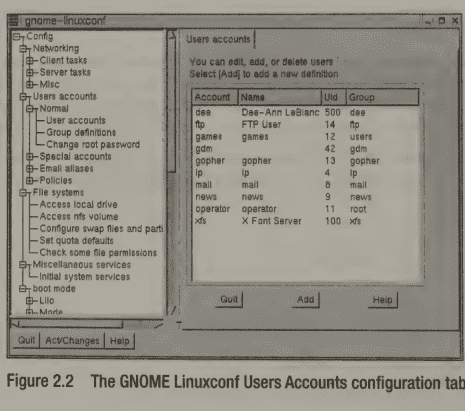 gnome-linuxconf
Config
Networking
Client tasks
Server tasks
Misc
Users accounts
Normal
User accounts
Group definitions
Change root password
Special accounts
Email aliases
Policies
File systems
Access local drive
Access nfs volume
Configure swap files and parti
Set quota defaults
Check some file permissions
Miscellaneous services
Initial system services
boot mode
Lilo
Mode
Quit Act/Changes Help
Users accounts
You can edit, add, or delete users
Select [Add] to add a new definition
Account Name Uid Group
dee Dee-Ann LeBlanc 500 dee
ftp FTP User 14 ftp
games games 12 users
gdm 42 gdm
gopher gopher 13 gopher
lp lp 4 lp
mail mail 8 mail
news news 9 news
operator operator 11 root
xfs X Font Server 100 xfs
Quit Add Help
Figure 2.2 The GNOME Linuxconf Users Accounts configuration tab